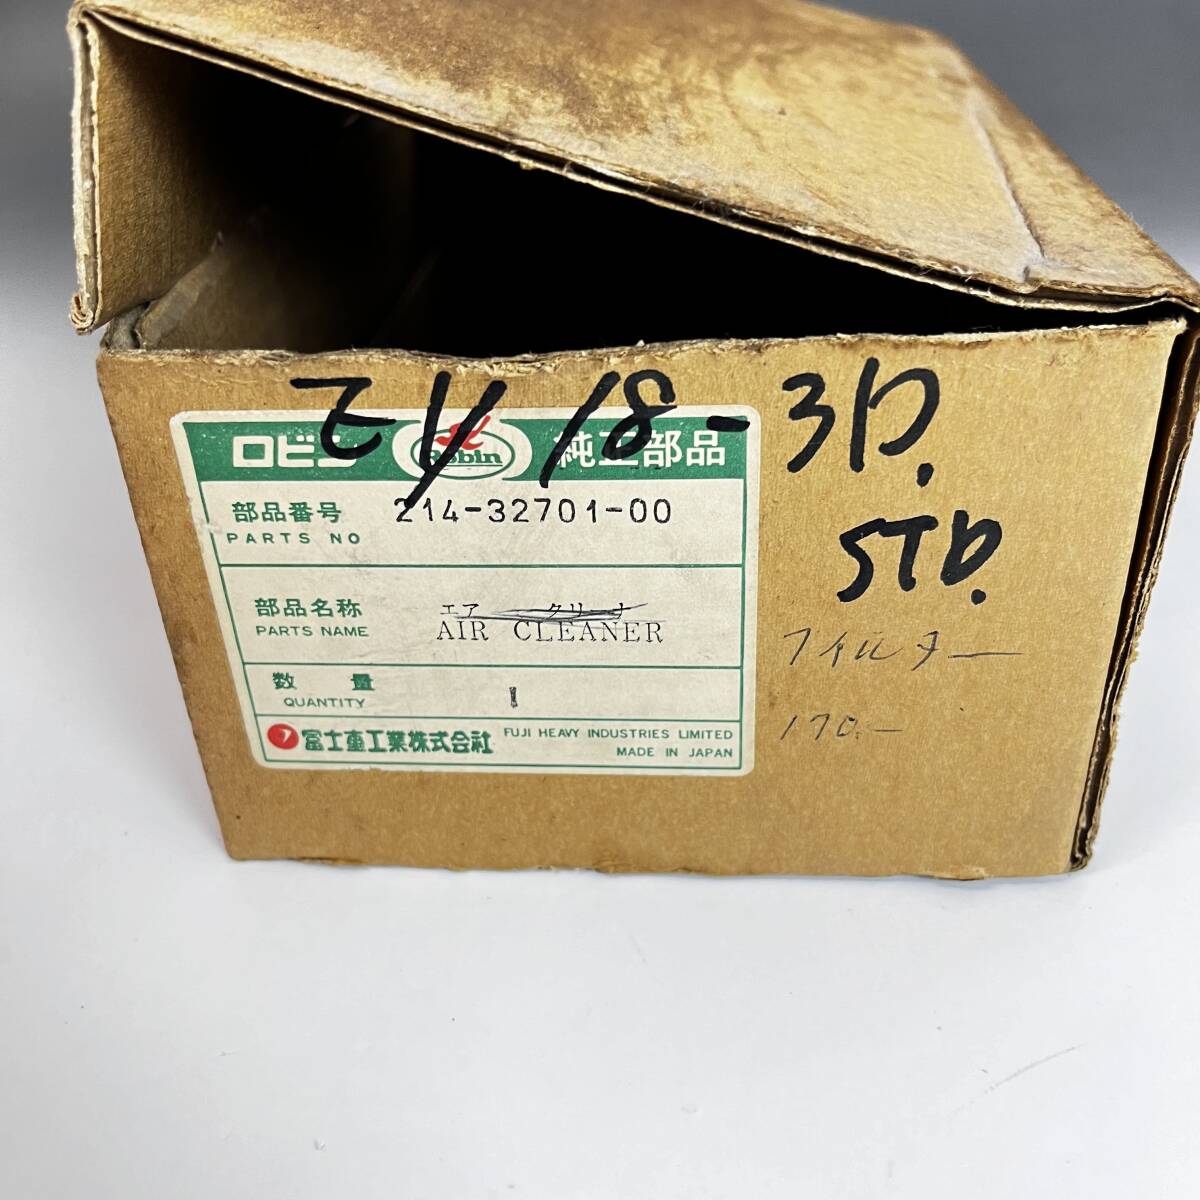 EY18-3D.
STD.
ロビン Robin 純正部品
部品番号 214-32701-00
PARTS NO
部品名称 エアークリーナ
PARTS NAME AIR CLEANER
数量
QUANTITY 1
富士重工業株式会社 FUJI HEAVY INDUSTRIES LIMITED
MADE IN JAPAN
フィルター
170.-